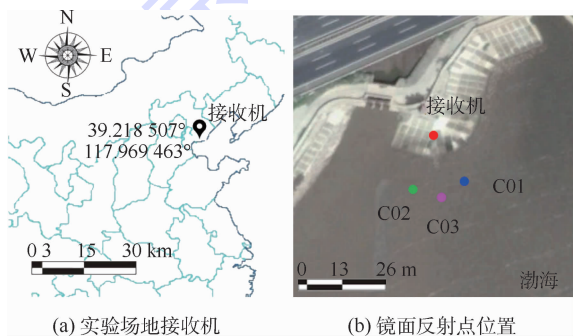 N
W E
S
接收机
39.218 507°
117.969 463°
0 3 15 30 km
(a) 实验场地接收机
接收机
C01
C02
C03
0 13 26 m
渤海
(b) 镜面反射点位置